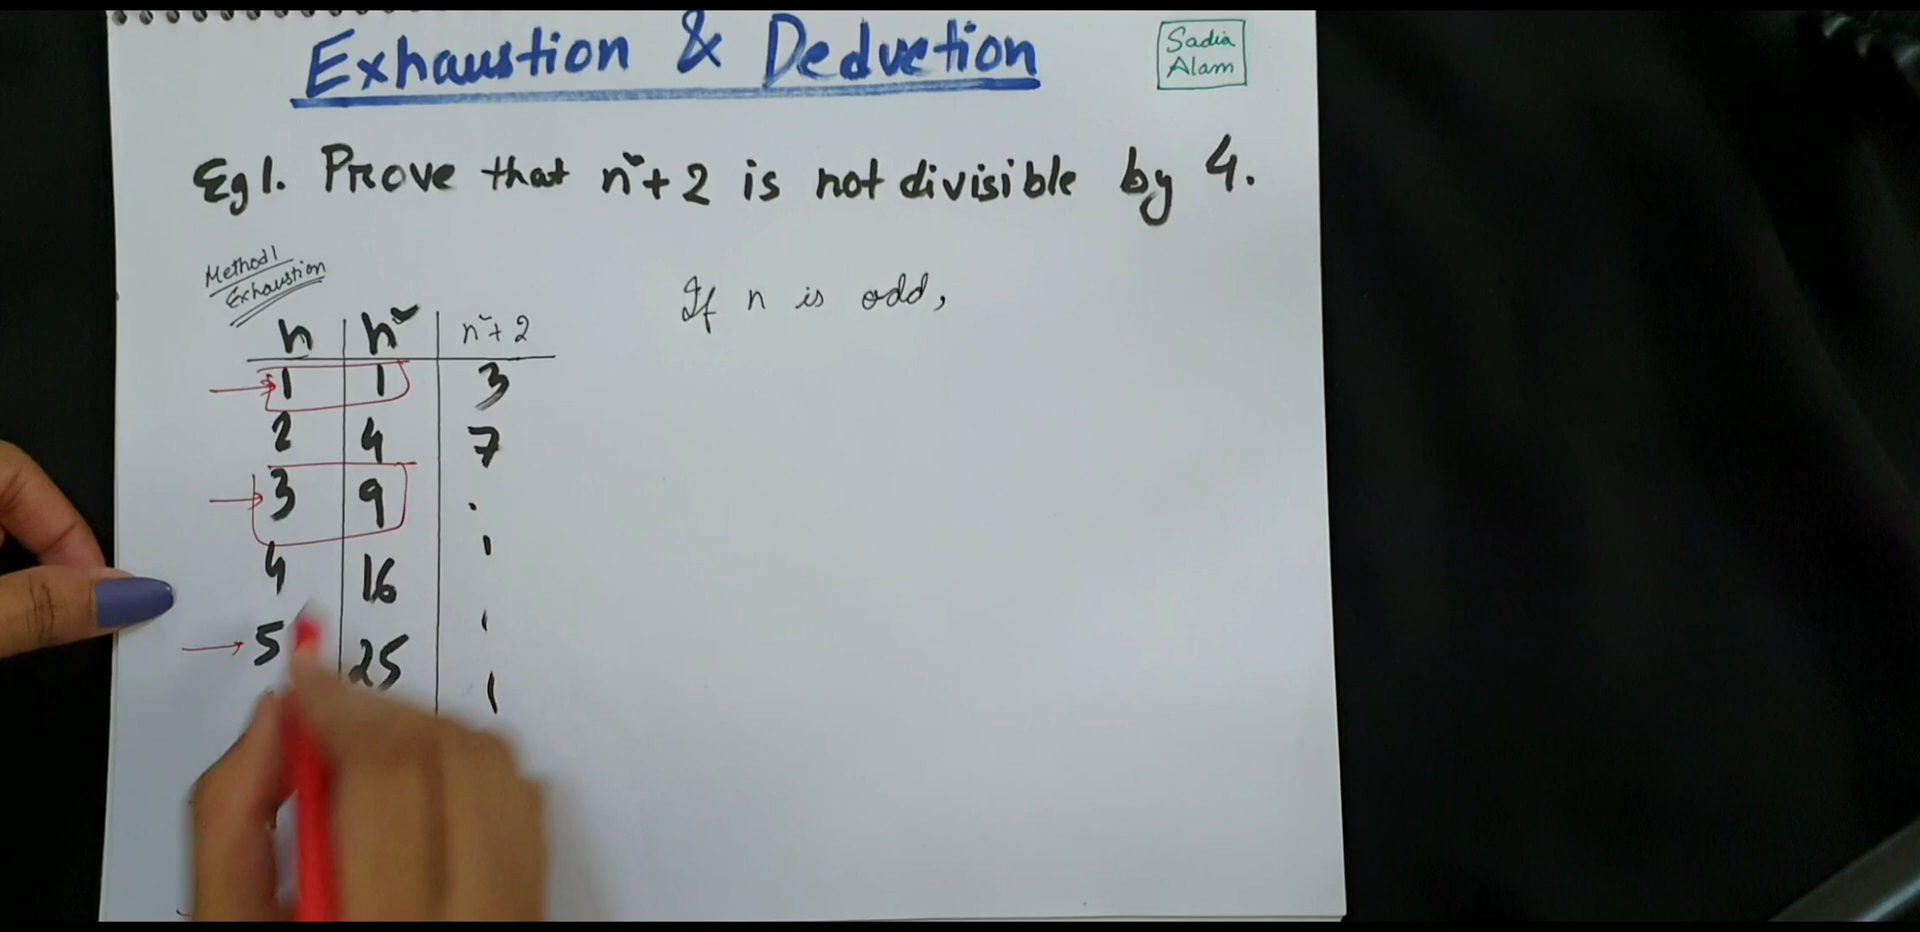 Exhaustion & Deduction
Sadia
Alam
Eg 1. Prove that n²+ 2 is not divisible by 4.
Method 1
Exhaustion
If n is odd,
n n² n²+ 2
1 1 3
2 4 7
3 9 .
4 16
5 25